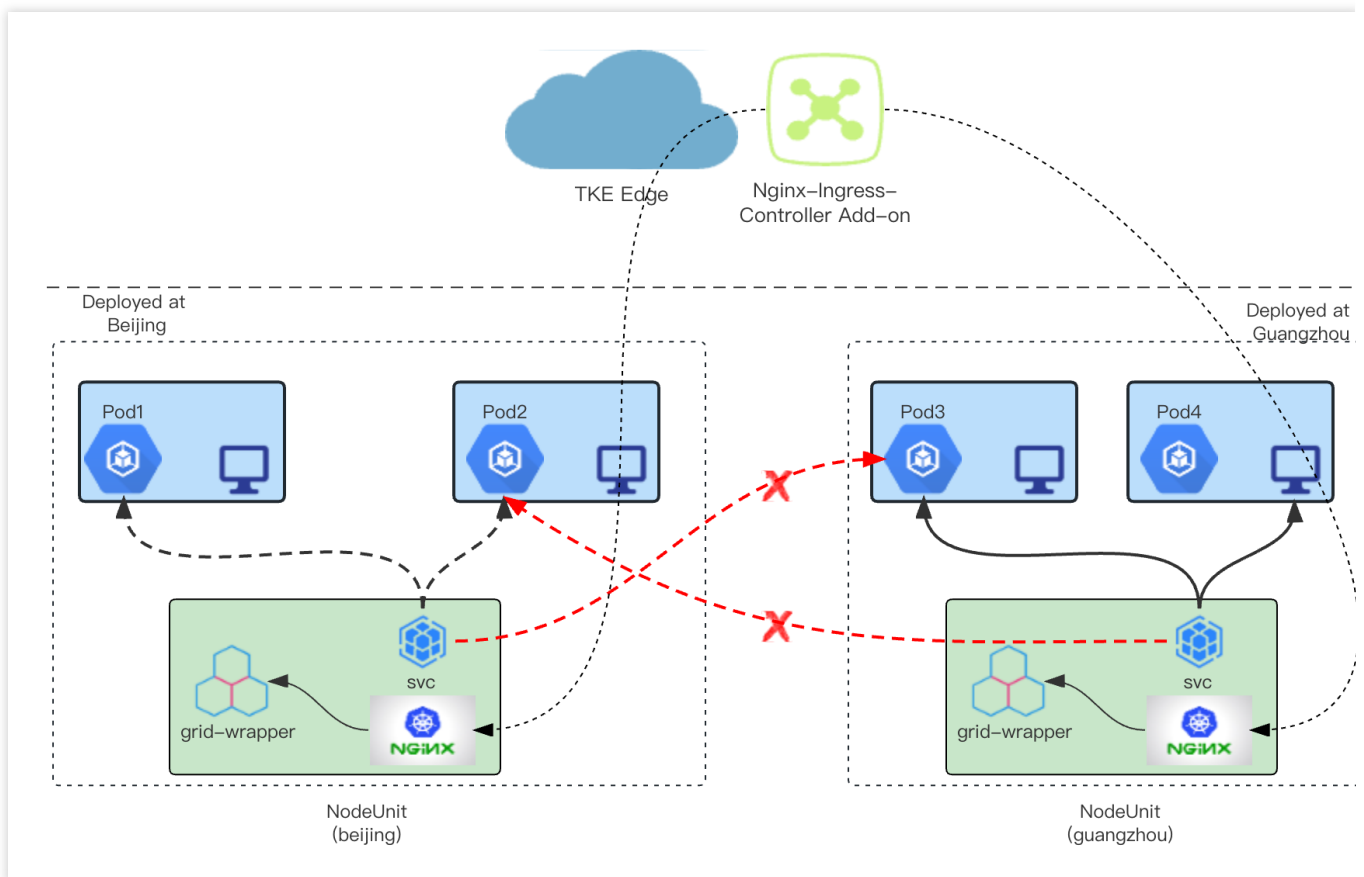 TKE Edge
Nginx-Ingress-
Controller Add-on
Deployed at
Beijing
Deployed at
Guangzhou
Pod1
Pod2
Pod3
Pod4
svc
grid-wrapper
NGiNX
svc
grid-wrapper
NGiNX
NodeUnit
(beijing)
NodeUnit
(guangzhou)